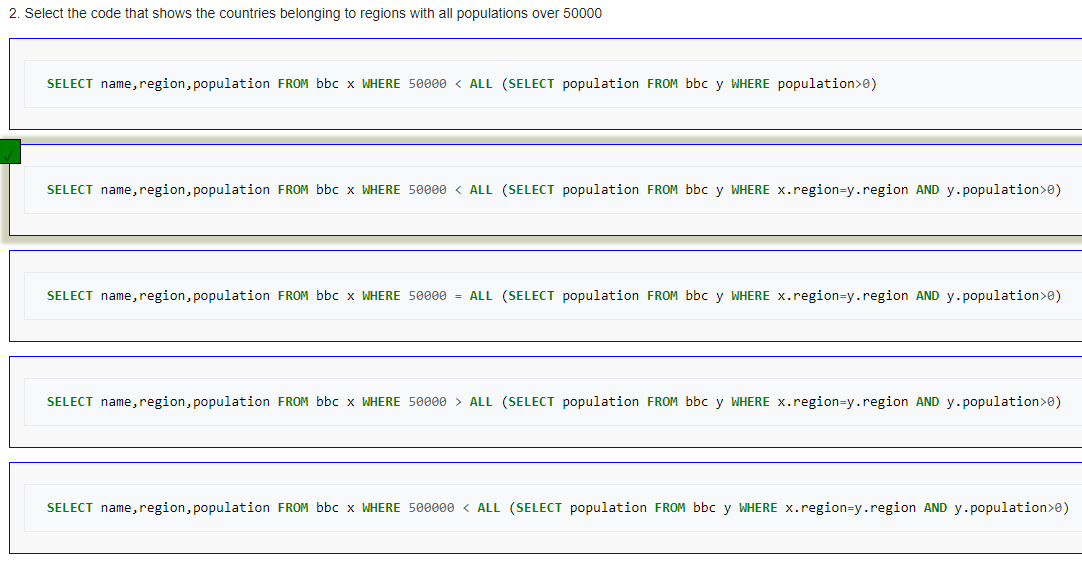 2. Select the code that shows the countries belonging to regions with all populations over 50000
SELECT name,region,population FROM bbc x WHERE 50000 < ALL (SELECT population FROM bbc y WHERE population>0)
SELECT name,region,population FROM bbc x WHERE 50000 < ALL (SELECT population FROM bbc y WHERE x.region=y.region AND y.population>0)
SELECT name,region,population FROM bbc x WHERE 50000 = ALL (SELECT population FROM bbc y WHERE x.region=y.region AND y.population>0)
SELECT name,region,population FROM bbc x WHERE 50000 > ALL (SELECT population FROM bbc y WHERE x.region=y.region AND y.population>0)
SELECT name,region,population FROM bbc x WHERE 500000 < ALL (SELECT population FROM bbc y WHERE x.region=y.region AND y.population>0)